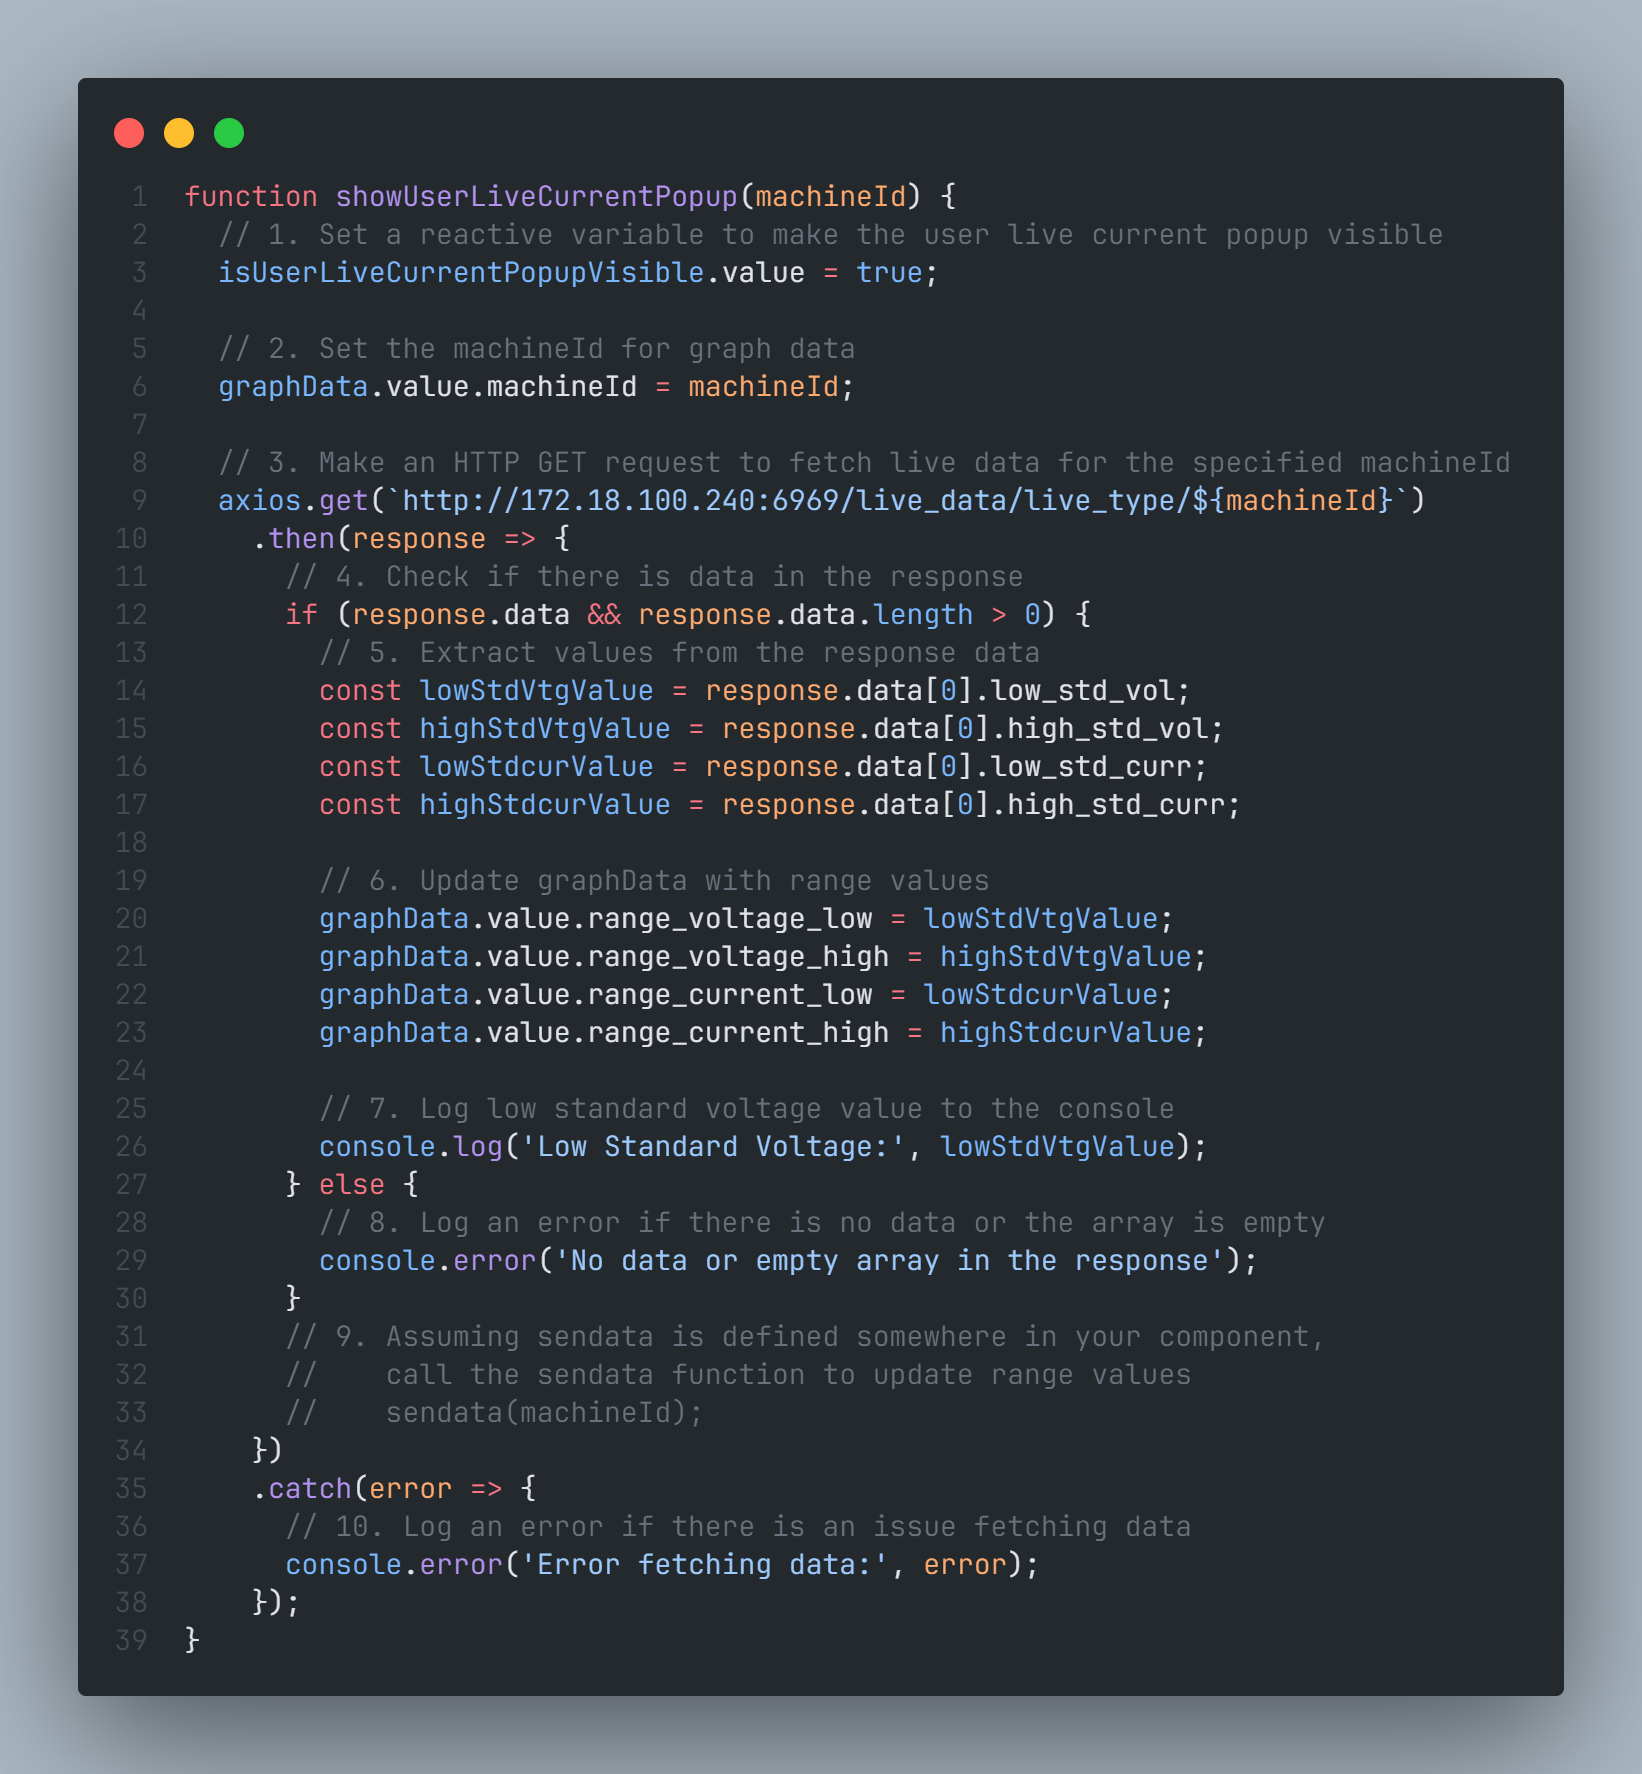 1 function showUserLiveCurrentPopup(machineId) {
2   // 1. Set a reactive variable to make the user live current popup visible
3   isUserLiveCurrentPopupVisible.value = true;
4
5   // 2. Set the machineId for graph data
6   graphData.value.machineId = machineId;
7
8   // 3. Make an HTTP GET request to fetch live data for the specified machineId
9   axios.get(`http://172.18.100.240:6969/live_data/live_type/${machineId}`)
10     .then(response => {
11       // 4. Check if there is data in the response
12       if (response.data && response.data.length > 0) {
13         // 5. Extract values from the response data
14         const lowStdVtgValue = response.data[0].low_std_vol;
15         const highStdVtgValue = response.data[0].high_std_vol;
16         const lowStdcurValue = response.data[0].low_std_curr;
17         const highStdcurValue = response.data[0].high_std_curr;
18
19         // 6. Update graphData with range values
20         graphData.value.range_voltage_low = lowStdVtgValue;
21         graphData.value.range_voltage_high = highStdVtgValue;
22         graphData.value.range_current_low = lowStdcurValue;
23         graphData.value.range_current_high = highStdcurValue;
24
25         // 7. Log low standard voltage value to the console
26         console.log('Low Standard Voltage:', lowStdVtgValue);
27       } else {
28         // 8. Log an error if there is no data or the array is empty
29         console.error('No data or empty array in the response');
30       }
31       // 9. Assuming sendata is defined somewhere in your component,
32       //    call the sendata function to update range values
33       //    sendata(machineId);
34     })
35     .catch(error => {
36       // 10. Log an error if there is an issue fetching data
37       console.error('Error fetching data:', error);
38     });
39 }